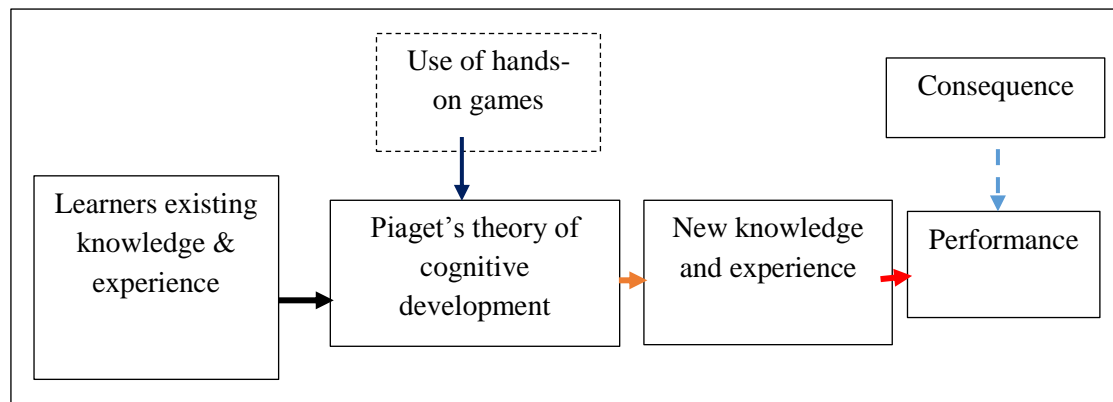 Use of hands-
on games
Consequence
Learners existing
knowledge &
experience
Piaget’s theory of
cognitive
development
New knowledge
and experience
Performance